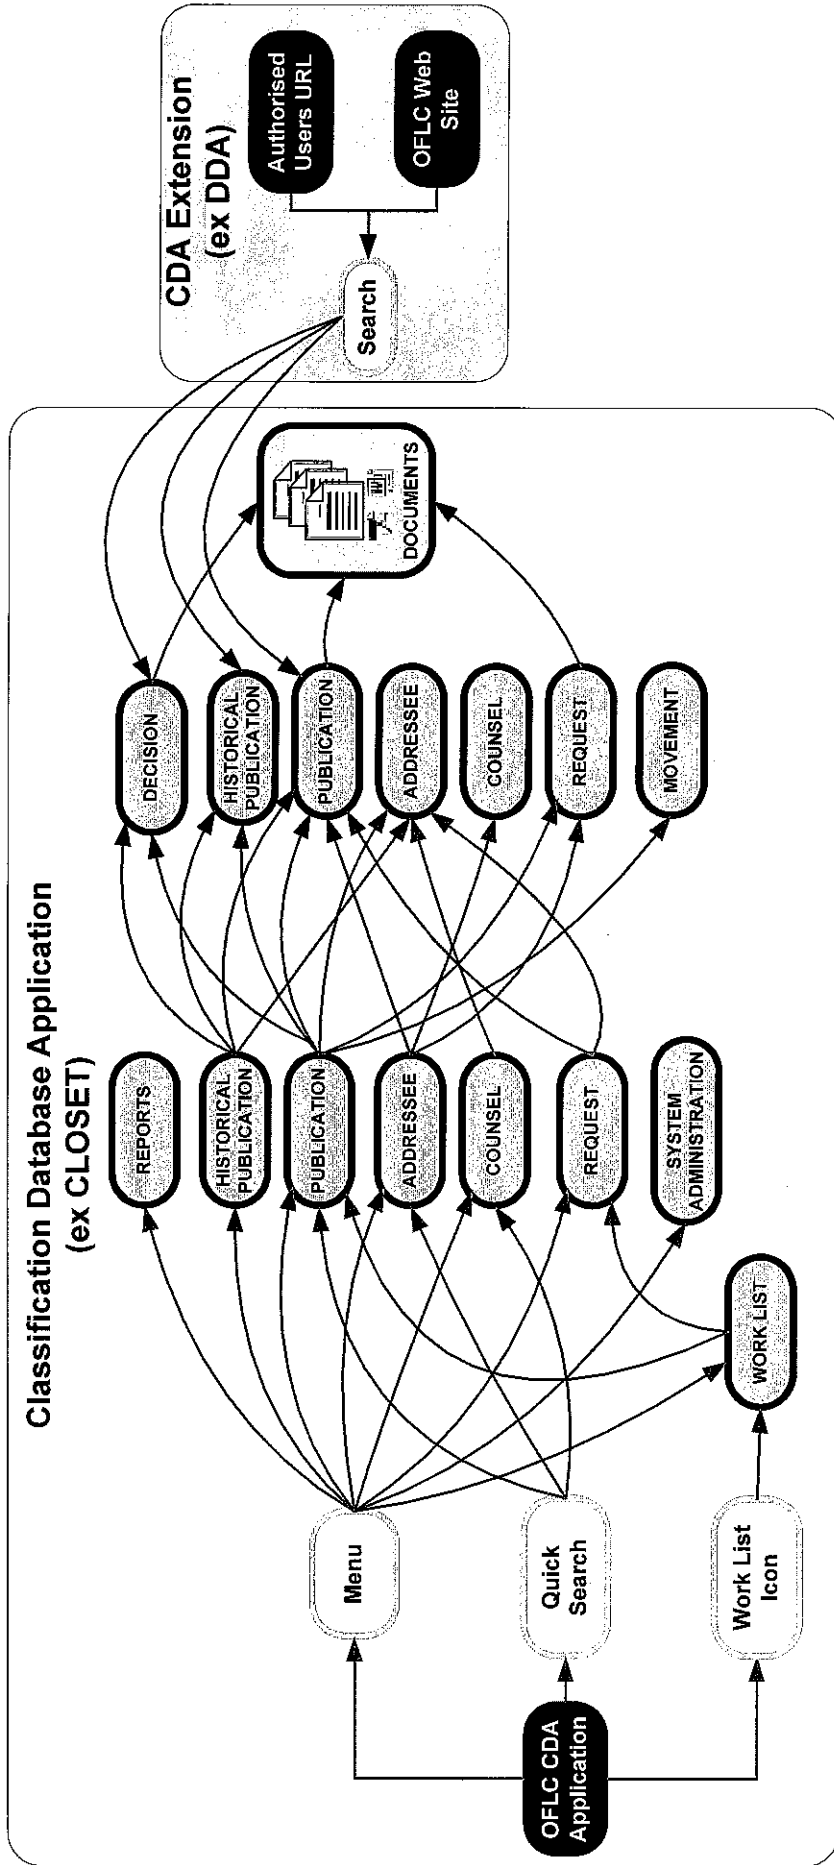 Classification Database Application
(ex CLOSET)
OFLC CDA
Application
Menu
Quick
Search
Work List
Icon
WORK LIST
REPORTS
HISTORICAL
PUBLICATION
PUBLICATION
ADDRESSEE
COUNSEL
REQUEST
SYSTEM
ADMINISTRATION
DECISION
HISTORICAL
PUBLICATION
PUBLICATION
ADDRESSEE
COUNSEL
REQUEST
MOVEMENT
DOCUMENTS
CDA Extension
(ex DDA)
Search
Authorised
Users URL
OFLC Web
Site